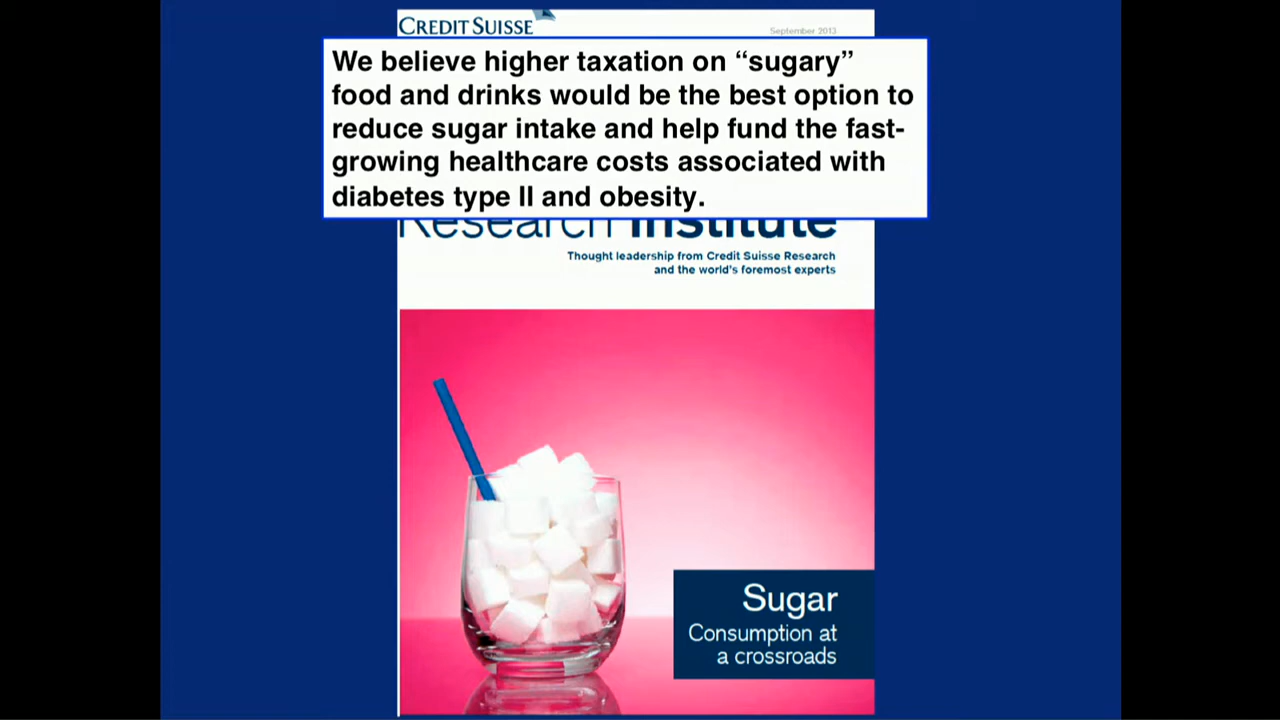 CREDIT SUISSE
September 2013
We believe higher taxation on “sugary”
food and drinks would be the best option to
reduce sugar intake and help fund the fast-
growing healthcare costs associated with
diabetes type II and obesity.
Research Institute
Thought leadership from Credit Suisse Research
and the world's foremost experts
Sugar
Consumption at
a crossroads